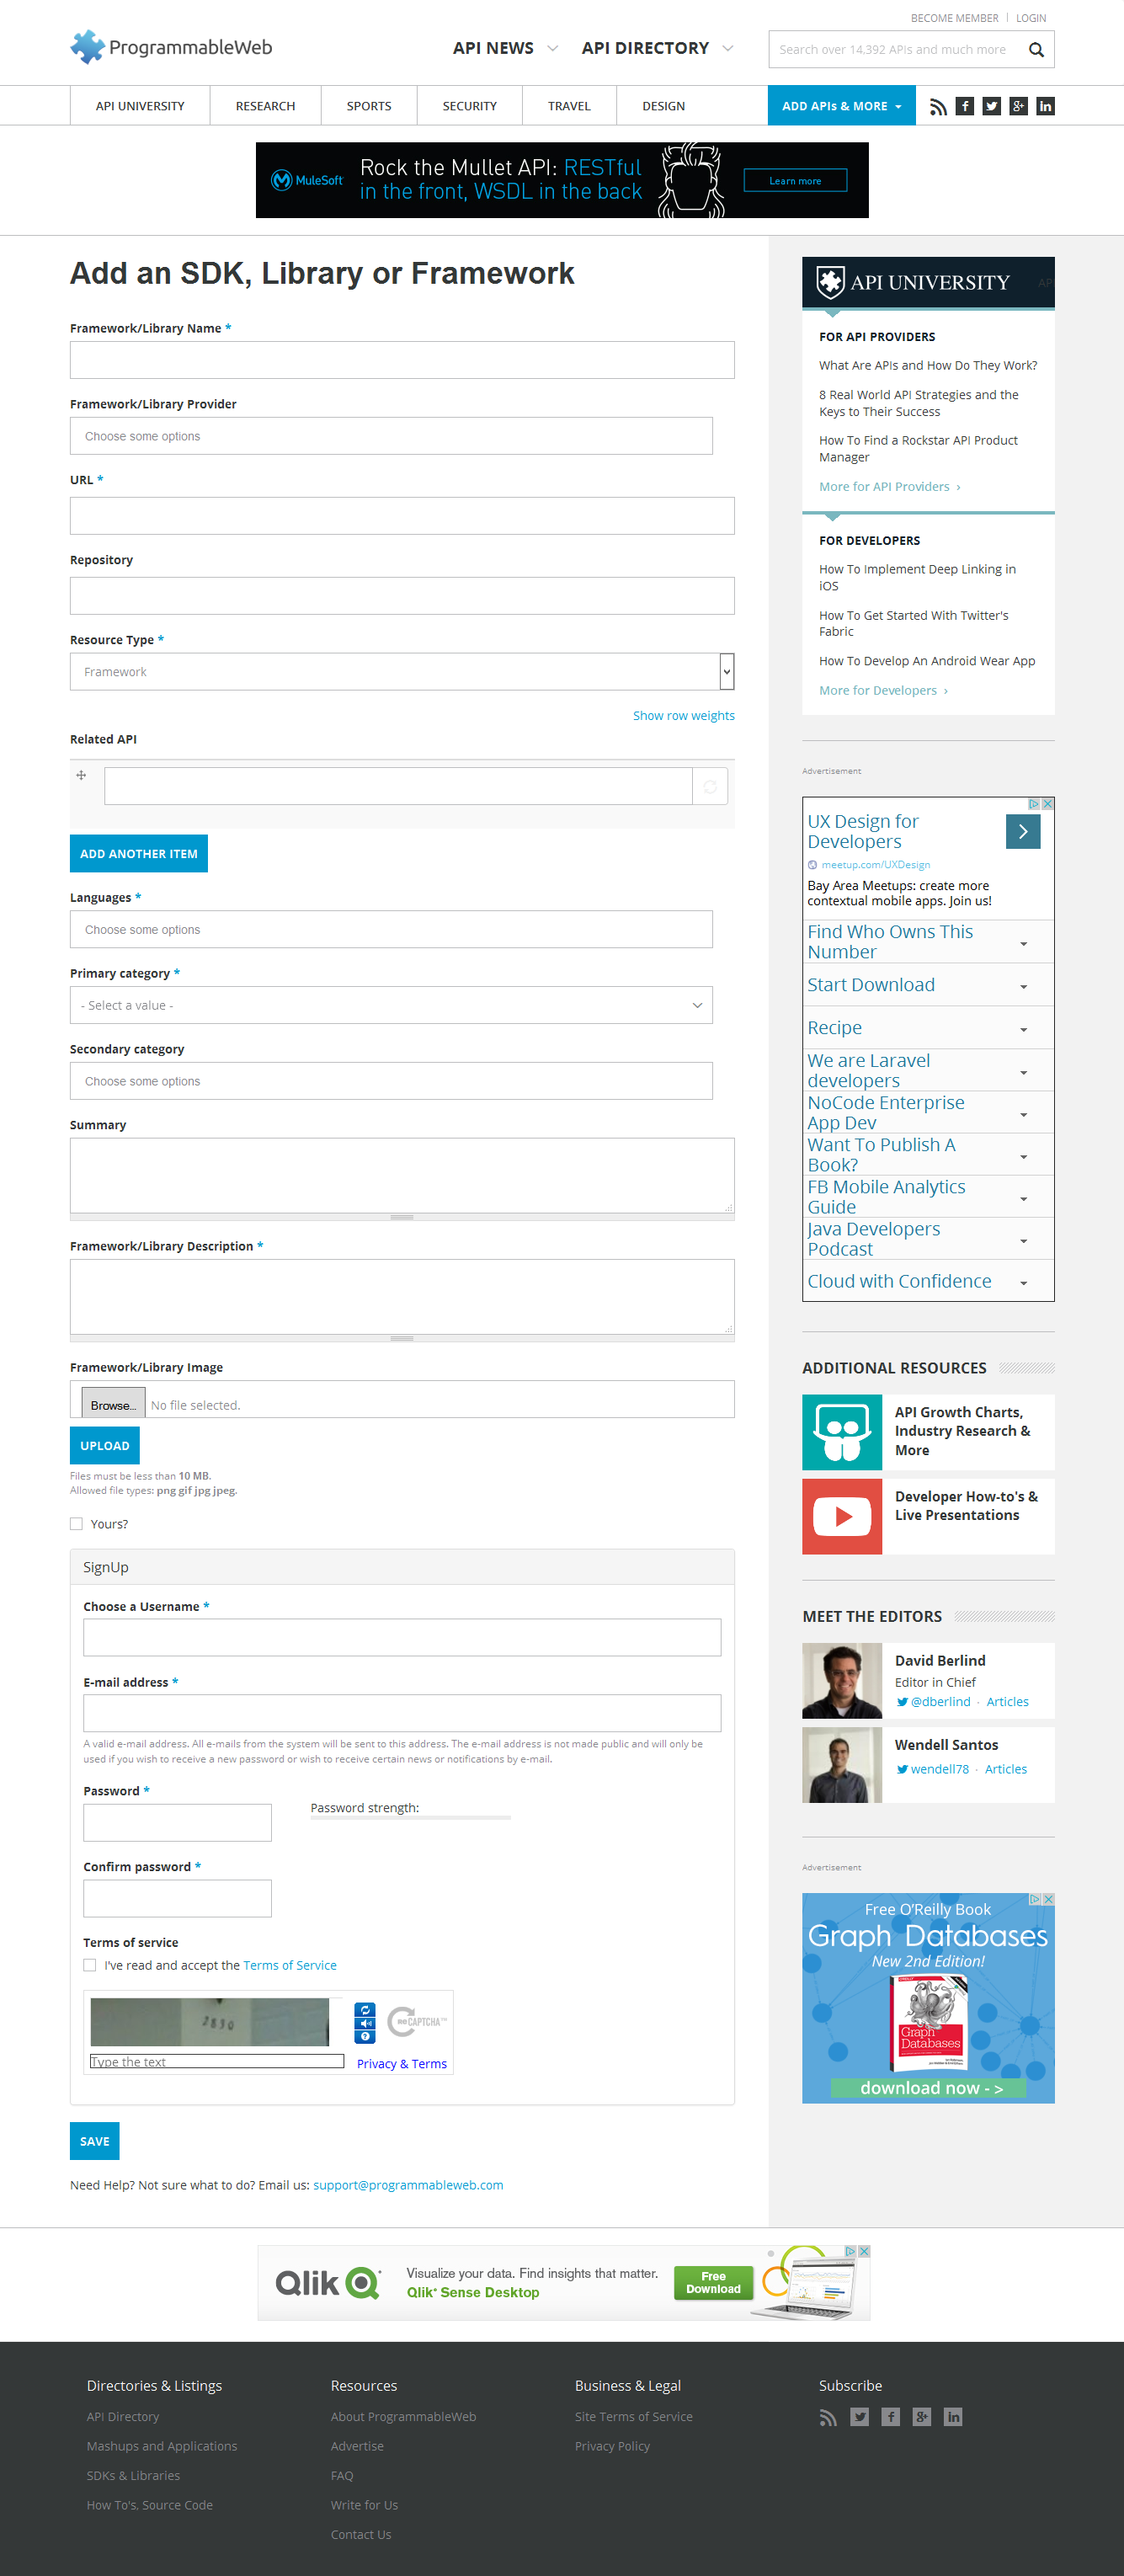 BECOME MEMBER | LOGIN
ProgrammableWeb
API NEWS
API DIRECTORY
Search over 14,392 APIs and much more
API UNIVERSITY
RESEARCH
SPORTS
SECURITY
TRAVEL
DESIGN
ADD APIs & MORE
MuleSoft
Rock the Mullet API: RESTful
in the front, WSDL in the back
Learn more
Add an SDK, Library or Framework
Framework/Library Name *
Framework/Library Provider
Choose some options
URL *
Repository
Resource Type *
Framework
Show row weights
Related API
ADD ANOTHER ITEM
Languages *
Choose some options
Primary category *
- Select a value -
Secondary category
Choose some options
Summary
Framework/Library Description *
Framework/Library Image
Browse... No file selected.
UPLOAD
Files must be less than 10 MB.
Allowed file types: png gif jpg jpeg.
Yours?
SignUp
Choose a Username *
E-mail address *
A valid e-mail address. All e-mails from the system will be sent to this address. The e-mail address is not made public and will only be
used if you wish to receive a new password or wish to receive certain news or notifications by e-mail.
Password *
Password strength:
Confirm password *
Terms of service
I've read and accept the Terms of Service
reCAPTCHA™
Type the text
Privacy & Terms
SAVE
Need Help? Not sure what to do? Email us: support@programmableweb.com
API UNIVERSITY
AP
FOR API PROVIDERS
What Are APIs and How Do They Work?
8 Real World API Strategies and the
Keys to Their Success
How To Find a Rockstar API Product
Manager
More for API Providers ›
FOR DEVELOPERS
How To Implement Deep Linking in
iOS
How To Get Started With Twitter's
Fabric
How To Develop An Android Wear App
More for Developers ›
Advertisement
UX Design for
Developers
meetup.com/UXDesign
Bay Area Meetups: create more
contextual mobile apps. Join us!
Find Who Owns This
Number
Start Download
Recipe
We are Laravel
developers
NoCode Enterprise
App Dev
Want To Publish A
Book?
FB Mobile Analytics
Guide
Java Developers
Podcast
Cloud with Confidence
ADDITIONAL RESOURCES
API Growth Charts,
Industry Research &
More
Developer How-to's &
Live Presentations
MEET THE EDITORS
David Berlind
Editor in Chief
@dberlind · Articles
Wendell Santos
wendell78 · Articles
Advertisement
Free O'Reilly Book
Graph Databases
New 2nd Edition!
Graph
Databases
download now - >
Qlik
Visualize your data. Find insights that matter.
Qlik® Sense Desktop
Free
Download
Directories & Listings
API Directory
Mashups and Applications
SDKs & Libraries
How To's, Source Code
Resources
About ProgrammableWeb
Advertise
FAQ
Write for Us
Contact Us
Business & Legal
Site Terms of Service
Privacy Policy
Subscribe